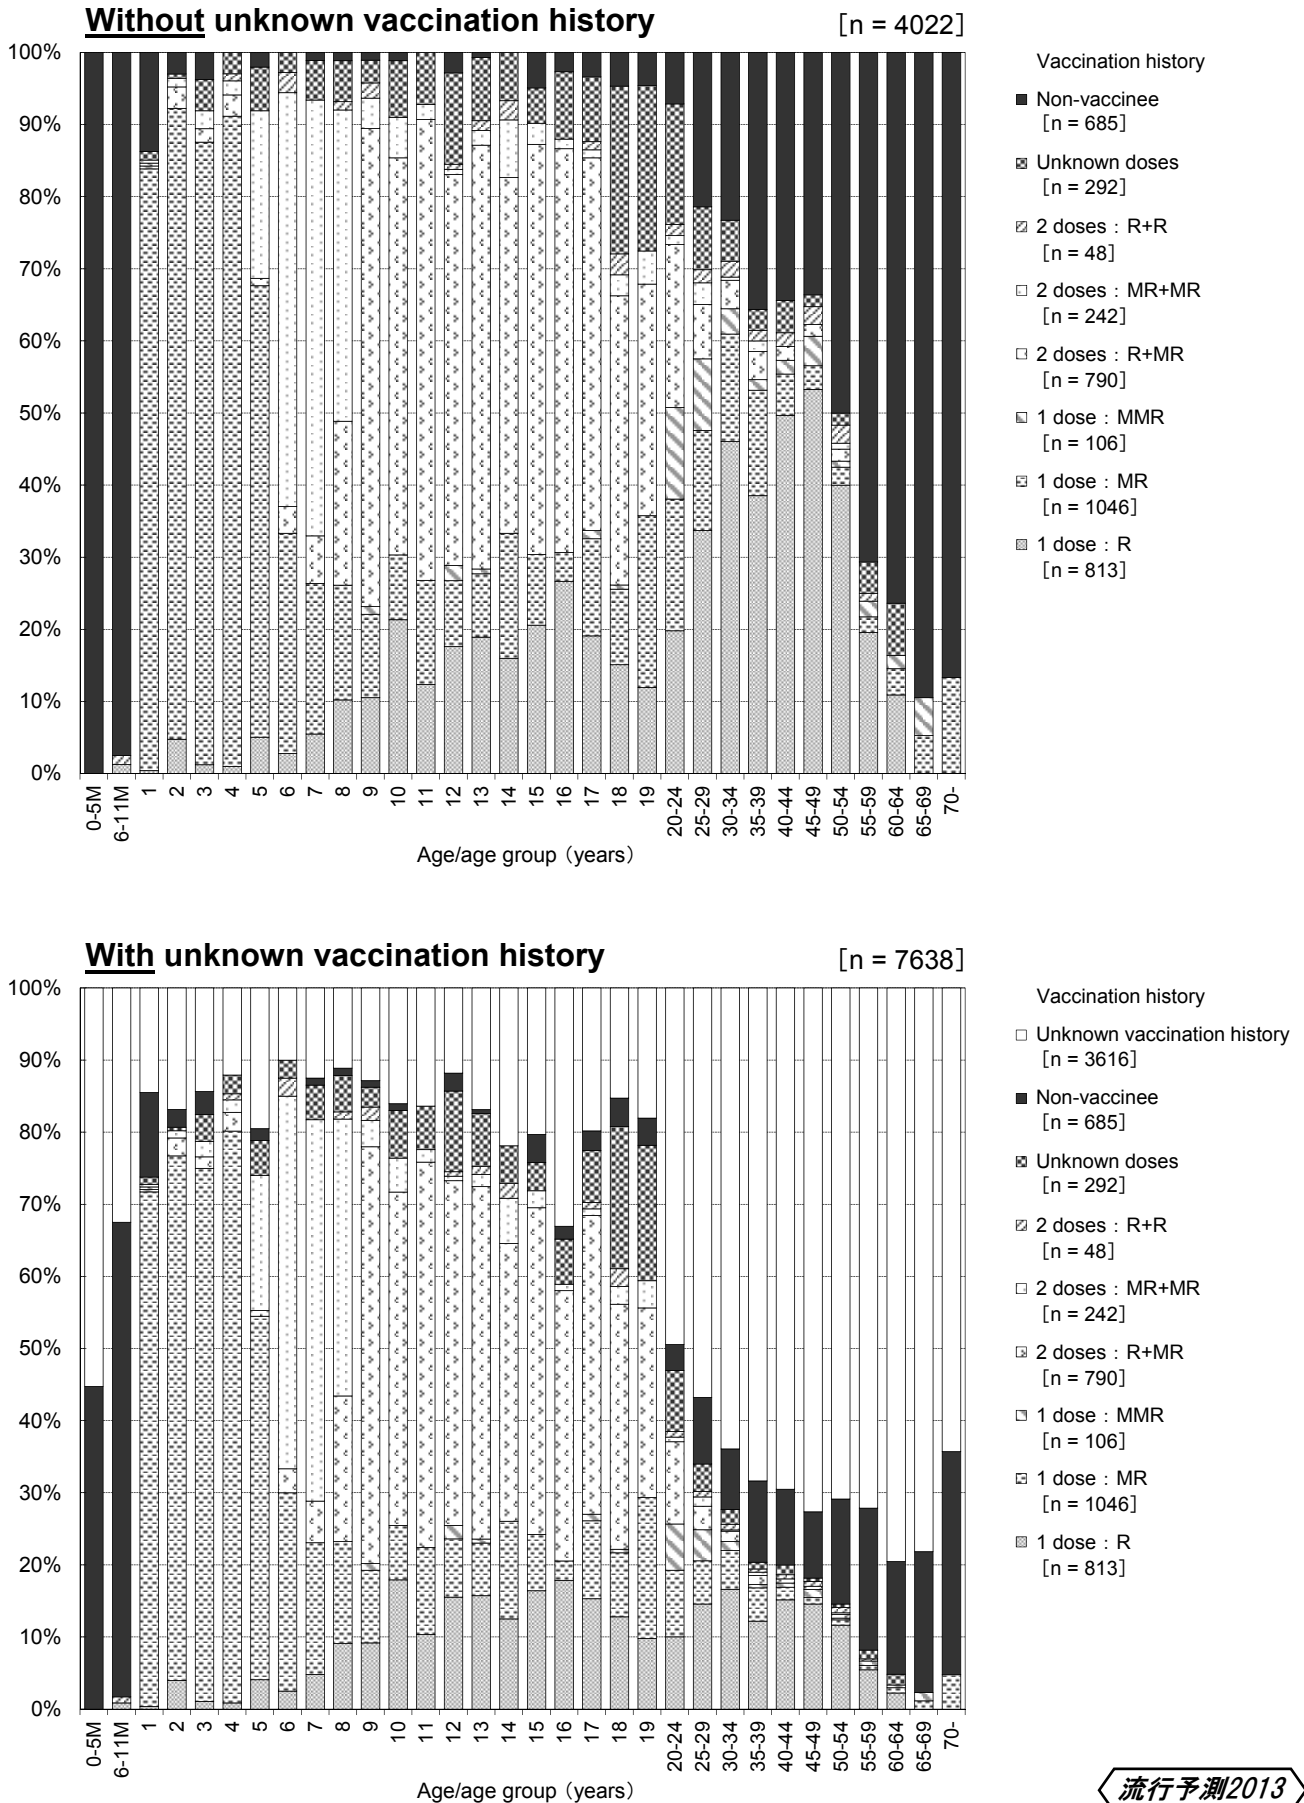 Without unknown vaccination history [n = 4022]
100%
90%
80%
70%
60%
50%
40%
30%
20%
10%
0%
0-5M 6-11M 1 2 3 4 5 6 7 8 9 10 11 12 13 14 15 16 17 18 19 20-24 25-29 30-34 35-39 40-44 45-49 50-54 55-59 60-64 65-69 70-
Age/age group（years）
Vaccination history
Non-vaccinee
[n = 685]
Unknown doses
[n = 292]
2 doses：R+R
[n = 48]
2 doses：MR+MR
[n = 242]
2 doses：R+MR
[n = 790]
1 dose：MMR
[n = 106]
1 dose：MR
[n = 1046]
1 dose：R
[n = 813]
With unknown vaccination history [n = 7638]
100%
90%
80%
70%
60%
50%
40%
30%
20%
10%
0%
0-5M 6-11M 1 2 3 4 5 6 7 8 9 10 11 12 13 14 15 16 17 18 19 20-24 25-29 30-34 35-39 40-44 45-49 50-54 55-59 60-64 65-69 70-
Age/age group（years）
Vaccination history
Unknown vaccination history
[n = 3616]
Non-vaccinee
[n = 685]
Unknown doses
[n = 292]
2 doses：R+R
[n = 48]
2 doses：MR+MR
[n = 242]
2 doses：R+MR
[n = 790]
1 dose：MMR
[n = 106]
1 dose：MR
[n = 1046]
1 dose：R
[n = 813]
流行予測2013